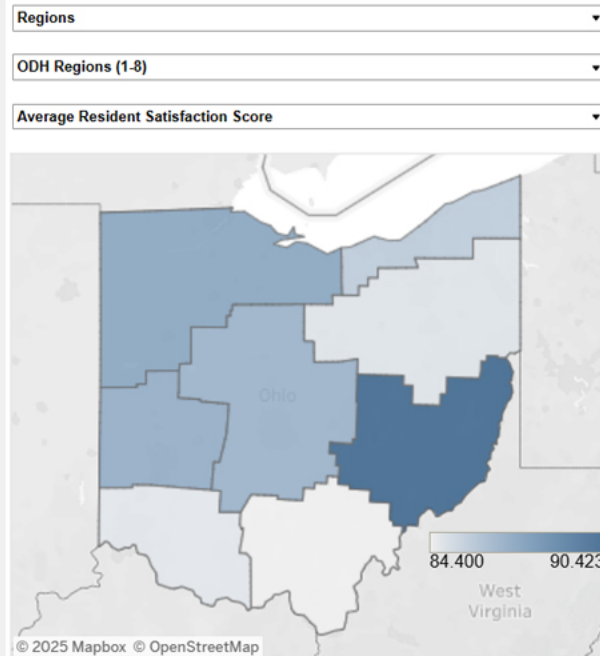 Regions
ODH Regions (1-8)
Average Resident Satisfaction Score
Ohio
84.400 90.423
West
Virginia
© 2025 Mapbox © OpenStreetMap